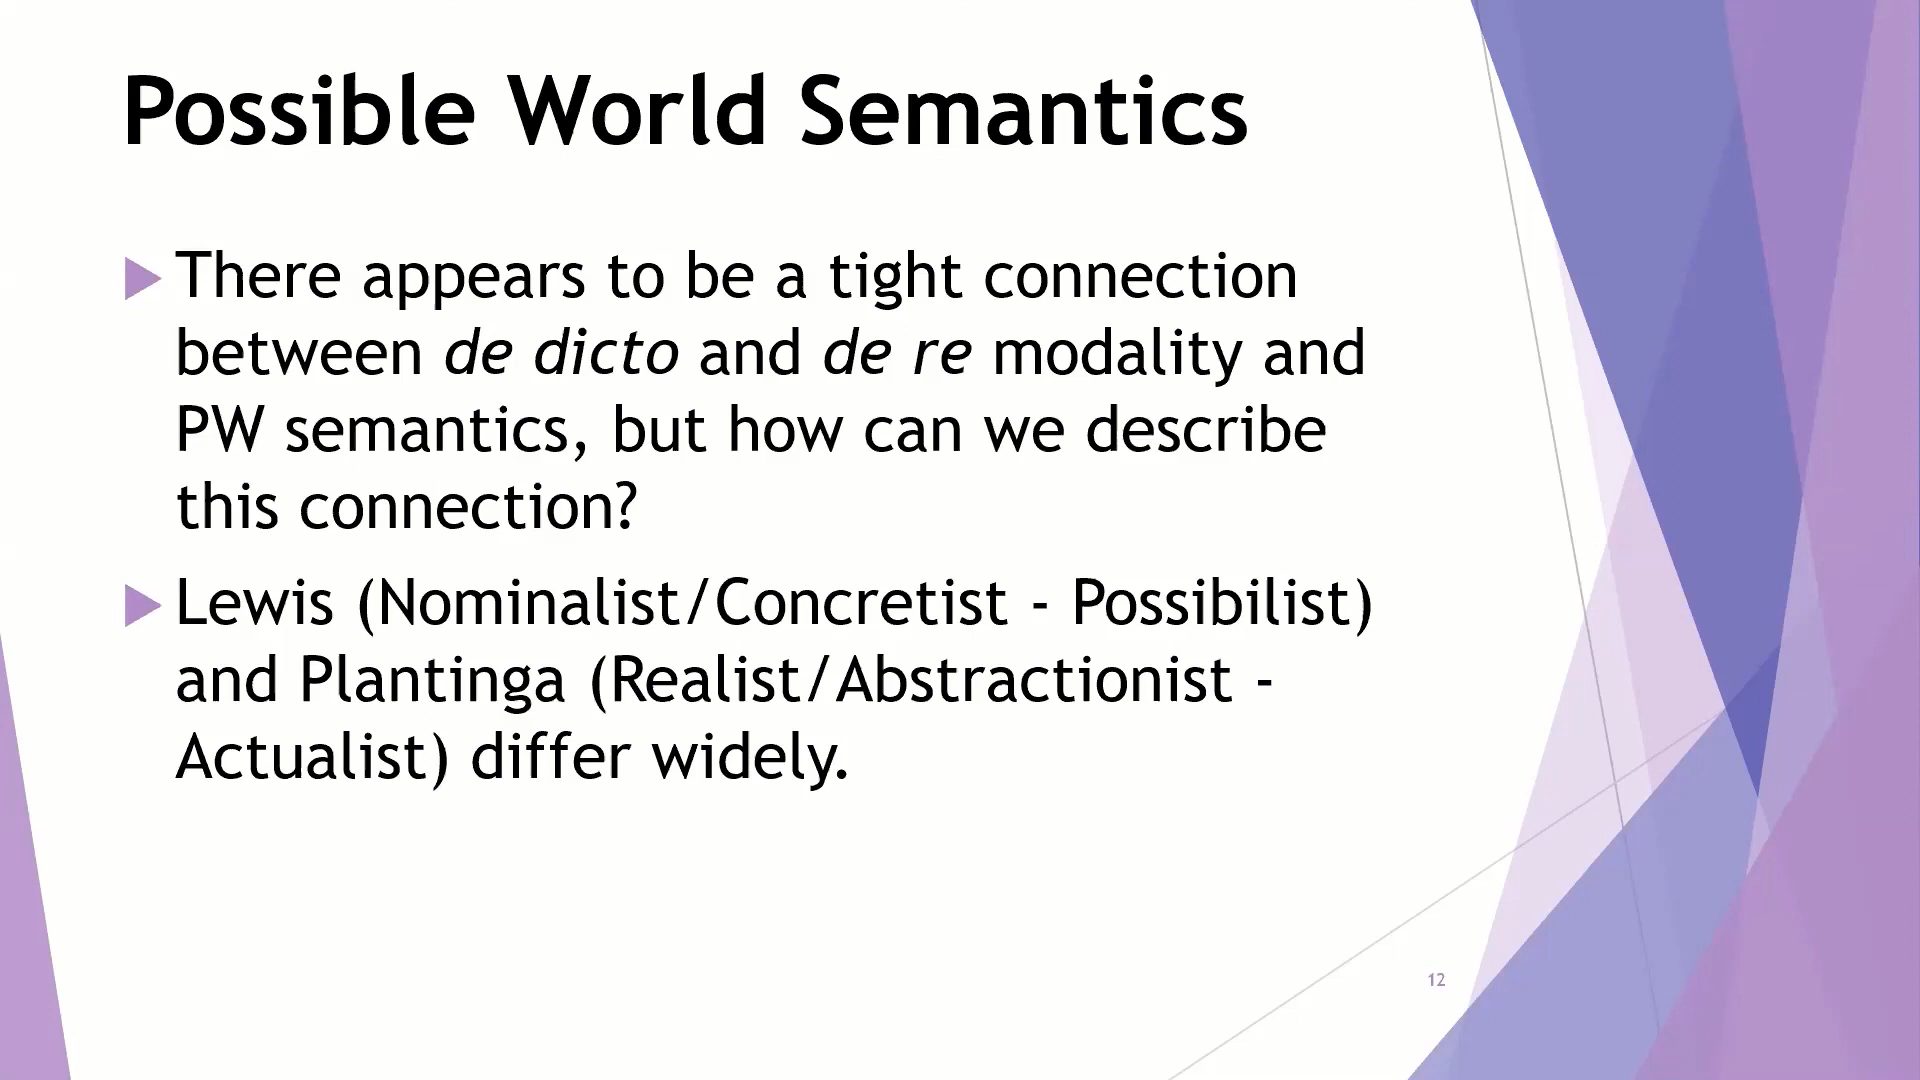 Possible World Semantics
There appears to be a tight connection
between de dicto and de re modality and
PW semantics, but how can we describe
this connection?
Lewis (Nominalist/Concretist - Possibilist)
and Plantinga (Realist/Abstractionist -
Actualist) differ widely.
12